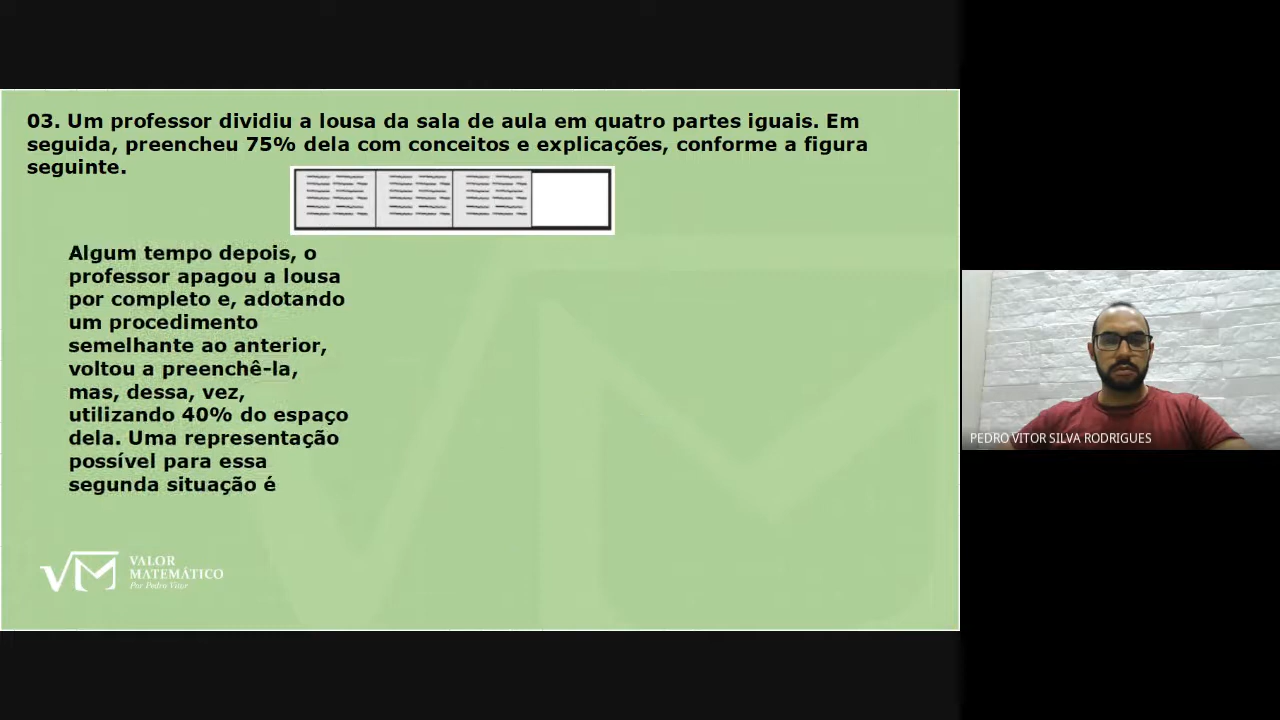 03. Um professor dividiu a lousa da sala de aula em quatro partes iguais. Em
seguida, preencheu 75% dela com conceitos e explicações, conforme a figura
seguinte.
Algum tempo depois, o
professor apagou a lousa
por completo e, adotando
um procedimento
semelhante ao anterior,
voltou a preenchê-la,
mas, dessa, vez,
utilizando 40% do espaço
dela. Uma representação
possível para essa
segunda situação é
VM VALOR
MATEMÁTICO
Por Pedro Vitor
PEDRO VITOR SILVA RODRIGUES